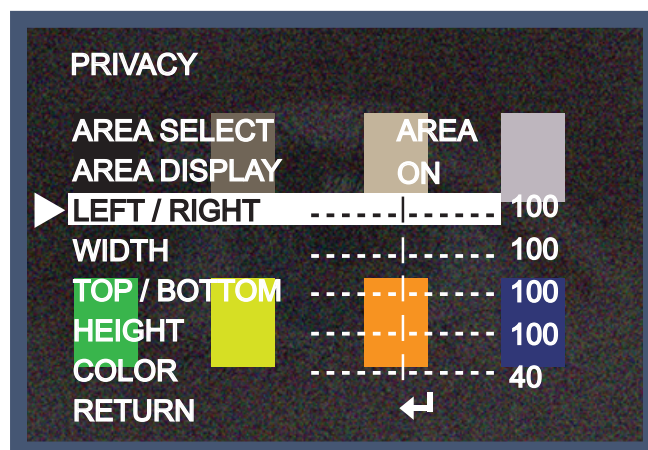 PRIVACY
AREA SELECT AREA
AREA DISPLAY ON
LEFT / RIGHT ------|------ 100
WIDTH ------|------ 100
TOP / BOTTOM ------|------ 100
HEIGHT ------|------ 100
COLOR ------|------ 40
RETURN ↵